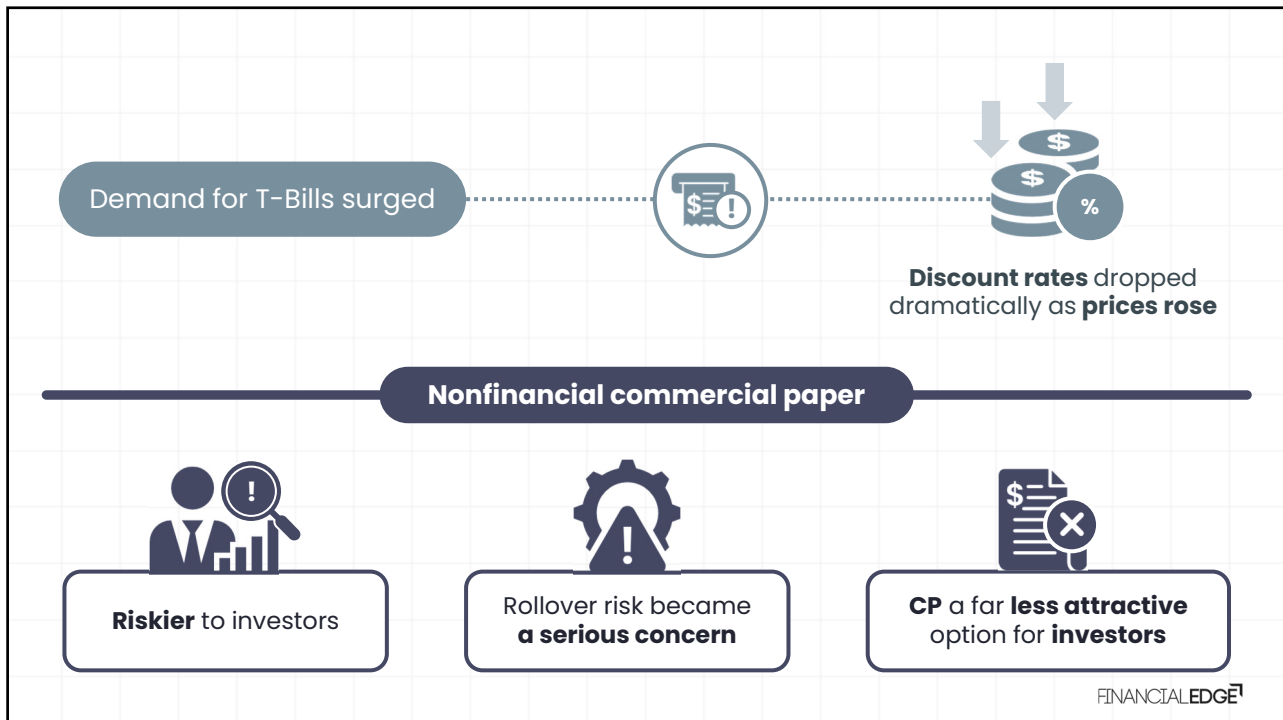 Demand for T-Bills surged
$
!
$
$
%
Discount rates dropped
dramatically as prices rose
Nonfinancial commercial paper
!
!
$
Riskier to investors
Rollover risk became
a serious concern
CP a far less attractive
option for investors
FINANCIALEDGE